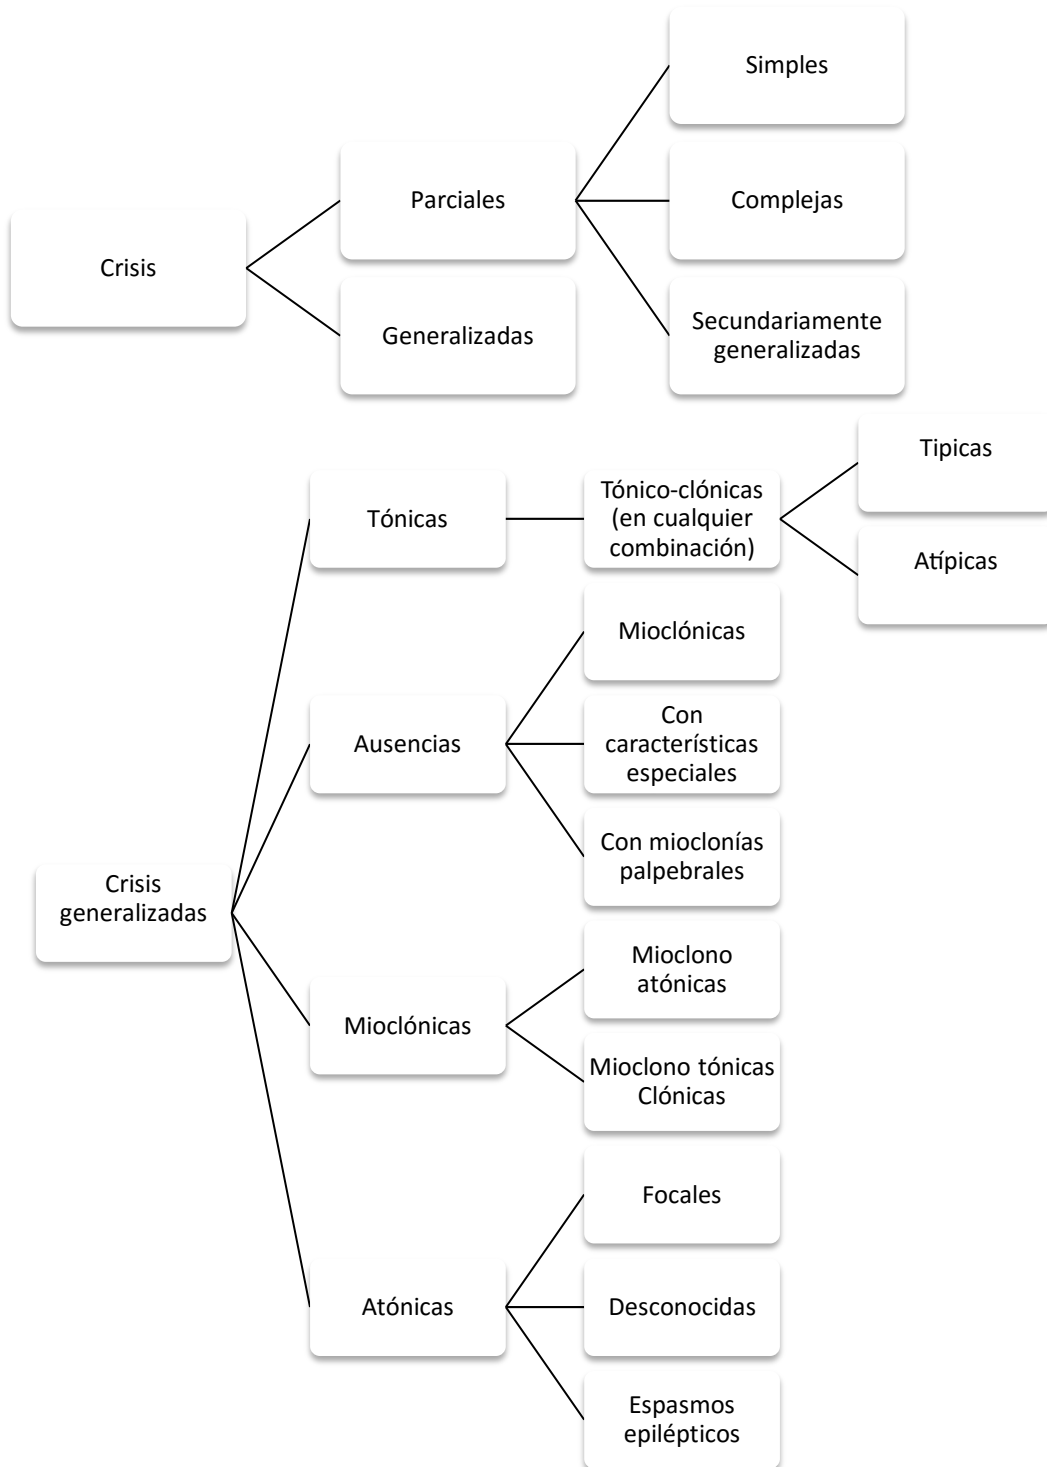 Simples
Parciales
Complejas
Crisis
Generalizadas
Secundariamente
generalizadas
Tipicas
Tónicas
Tónico-clónicas
(en cualquier
combinación)
Atípicas
Mioclónicas
Ausencias
Con
características
especiales
Con mioclonías
palpebrales
Crisis
generalizadas
Mioclono
atónicas
Mioclónicas
Mioclono tónicas
Clónicas
Focales
Atónicas
Desconocidas
Espasmos
epilépticos